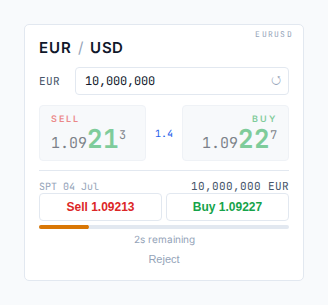 EURUSD
EUR / USD
EUR 10,000,000
SELL BUY
1.09213 1.4 1.09227
SPT 04 Jul 10,000,000 EUR
Sell 1.09213 Buy 1.09227
2s remaining
Reject